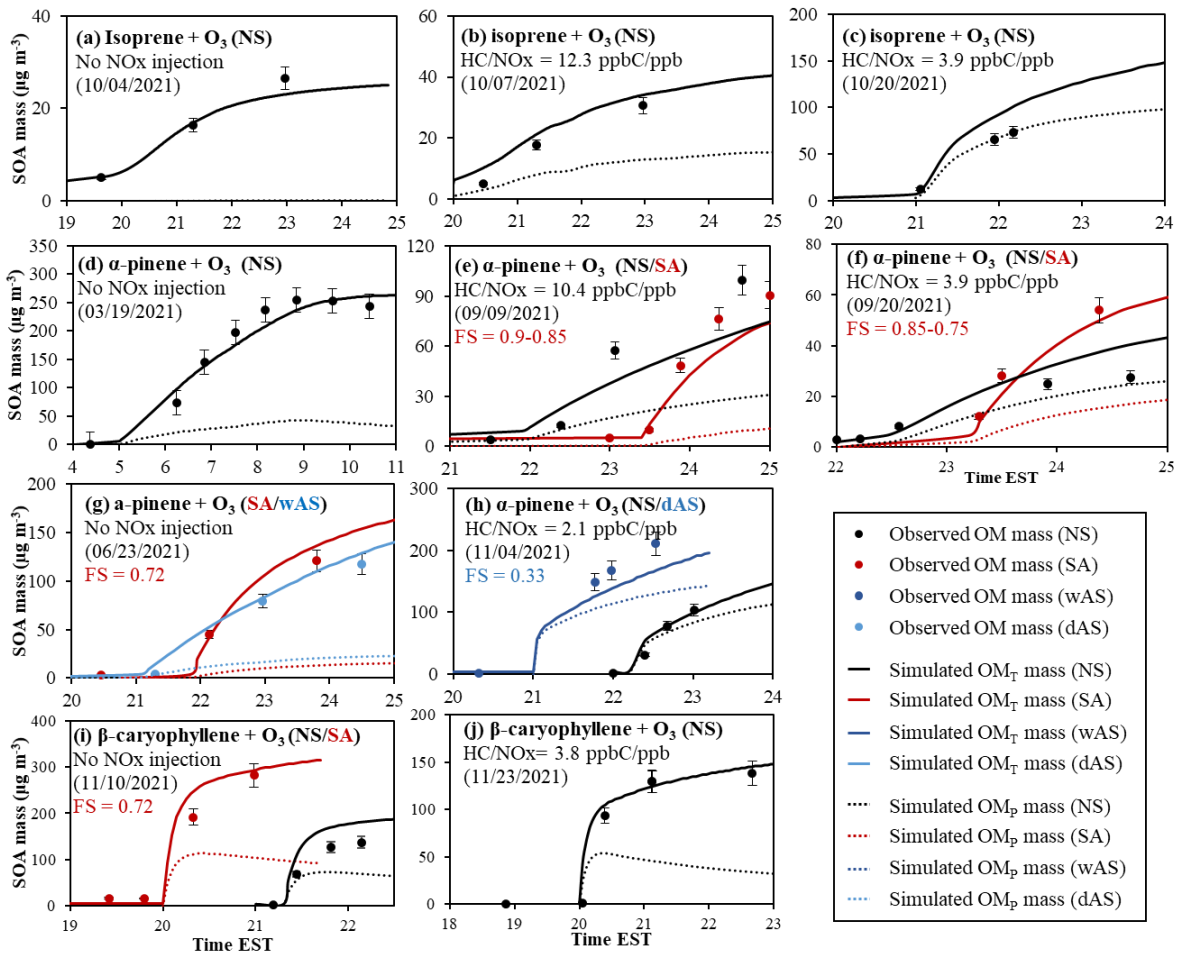 (a) Isoprene + O3 (NS)
No NOx injection
(10/04/2021)
SOA mass (μg m-3)
40
20
0
19 20 21 22 23 24 25
(b) isoprene + O3 (NS)
HC/NOx = 12.3 ppbC/ppb
(10/07/2021)
60
40
20
0
20 21 22 23 24 25
(c) isoprene + O3 (NS)
HC/NOx = 3.9 ppbC/ppb
(10/20/2021)
200
150
100
50
0
20 21 22 23 24
(d) α-pinene + O3 (NS)
No NOx injection
(03/19/2021)
SOA mass (μg m-3)
350
300
250
200
150
100
50
0
4 5 6 7 8 9 10 11
(e) α-pinene + O3 (NS/SA)
HC/NOx = 10.4 ppbC/ppb
(09/09/2021)
FS = 0.9-0.85
120
90
60
30
0
21 22 23 24 25
(f) α-pinene + O3 (NS/SA)
HC/NOx = 3.9 ppbC/ppb
(09/20/2021)
FS = 0.85-0.75
80
60
40
20
0
22 23 24 25
Time EST
(g) a-pinene + O3 (SA/wAS)
No NOx injection
(06/23/2021)
FS = 0.72
SOA mass (μg m-3)
200
150
100
50
0
20 21 22 23 24 25
(h) α-pinene + O3 (NS/dAS)
HC/NOx = 2.1 ppbC/ppb
(11/04/2021)
FS = 0.33
300
200
100
0
20 21 22 23 24
(i) β-caryophyllene + O3 (NS/SA)
No NOx injection
(11/10/2021)
FS = 0.72
SOA mass (μg m-3)
400
300
200
100
0
19 20 21 22
Time EST
(j) β-caryophyllene + O3 (NS)
HC/NOx= 3.8 ppbC/ppb
(11/23/2021)
200
150
100
50
0
18 19 20 21 22 23
Time EST
Observed OM mass (NS)
Observed OM mass (SA)
Observed OM mass (wAS)
Observed OM mass (dAS)
Simulated OMT mass (NS)
Simulated OMT mass (SA)
Simulated OMT mass (wAS)
Simulated OMT mass (dAS)
Simulated OMP mass (NS)
Simulated OMP mass (SA)
Simulated OMP mass (wAS)
Simulated OMP mass (dAS)